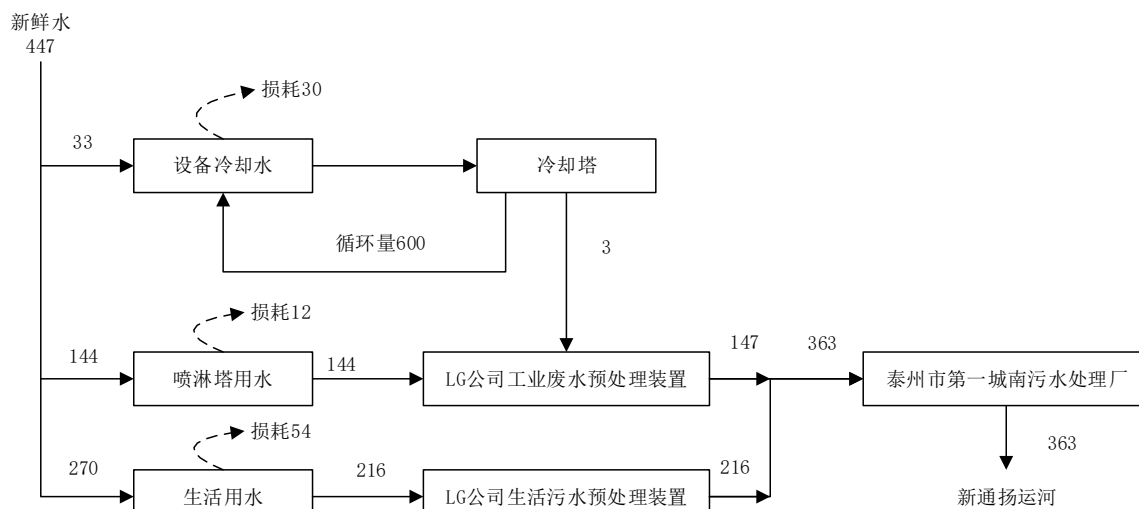 新鲜水
447
损耗30
33
设备冷却水
冷却塔
循环量600
3
损耗12
144
喷淋塔用水
144
LG公司工业废水预处理装置
147
363
泰州市第一城南污水处理厂
损耗54
363
270
生活用水
216
LG公司生活污水预处理装置
216
新通扬运河